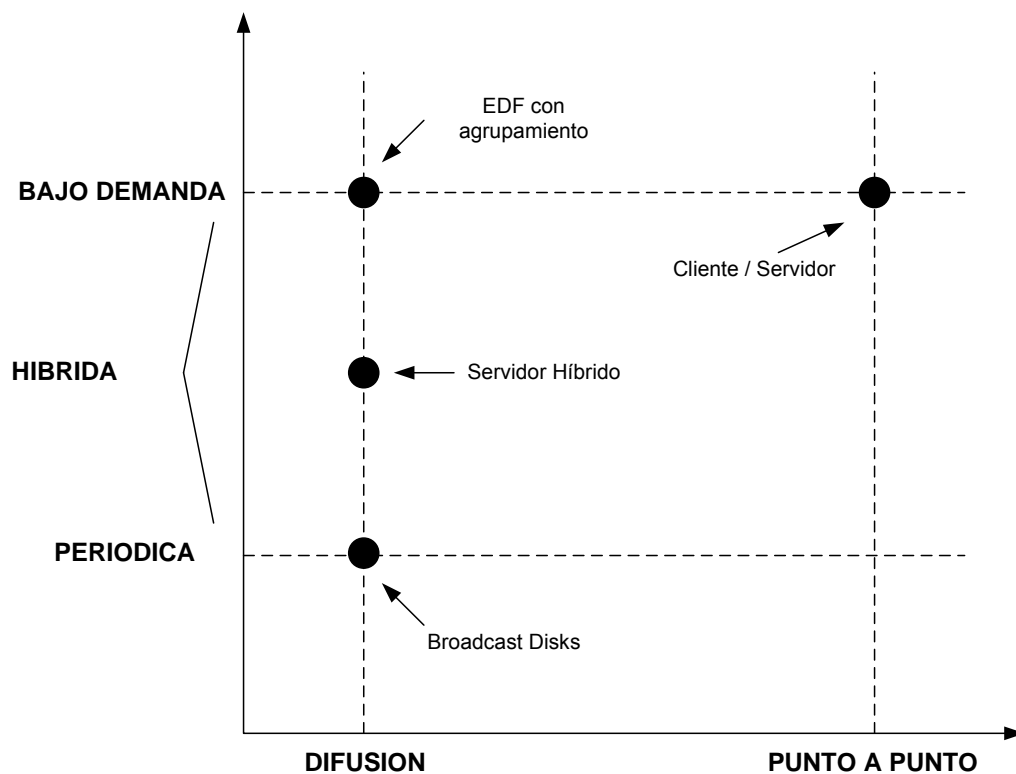 EDF con
agrupamiento
BAJO DEMANDA
Cliente / Servidor
HIBRIDA
Servidor Híbrido
PERIODICA
Broadcast Disks
DIFUSION
PUNTO A PUNTO